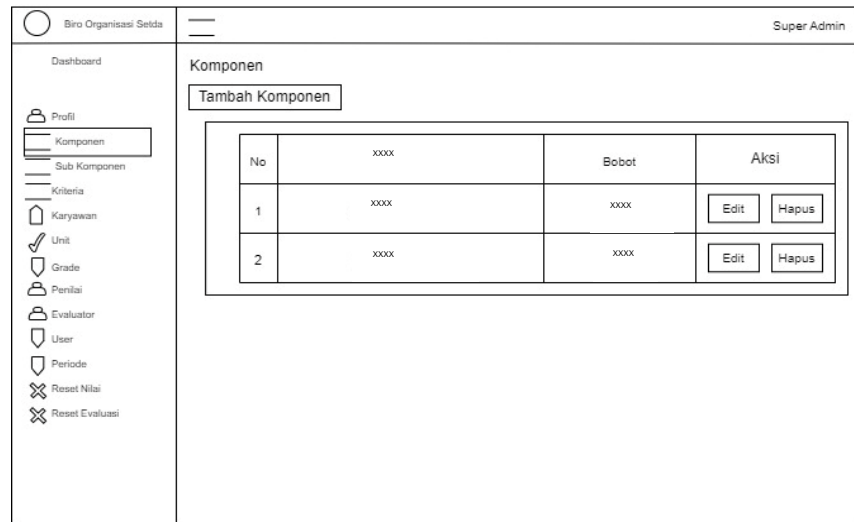 Biro Organisasi Setda
Super Admin
Dashboard
Profil
Komponen
Sub Komponen
Kriteria
Karyawan
Unit
Grade
Penilai
Evaluator
User
Periode
Reset Nilai
Reset Evaluasi
Komponen
Tambah Komponen
No xxxx Bobot Aksi
1 xxxx xxxx Edit Hapus
2 xxxx xxxx Edit Hapus